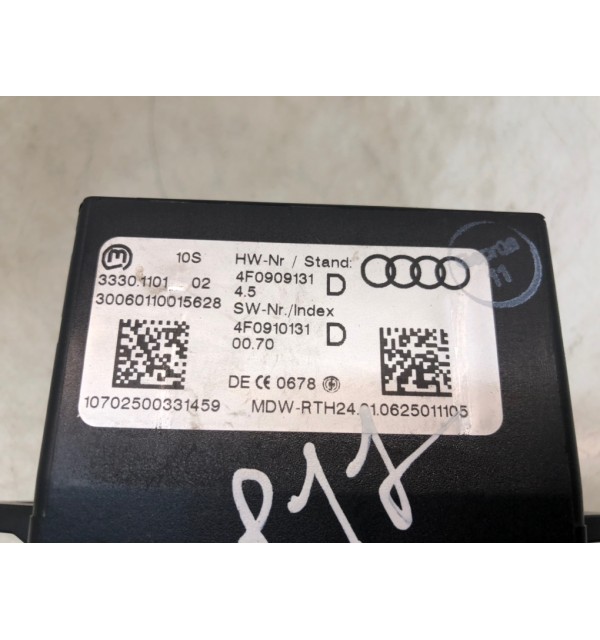 m 10S HW-Nr / Stand:
3330.1101 02 4F0909131 D
30060110015628 4.5
SW-Nr./Index
4F0910131 D
00.70
DE CE 0678
10702500331459 MDW-RTH24.01.0625011105
11